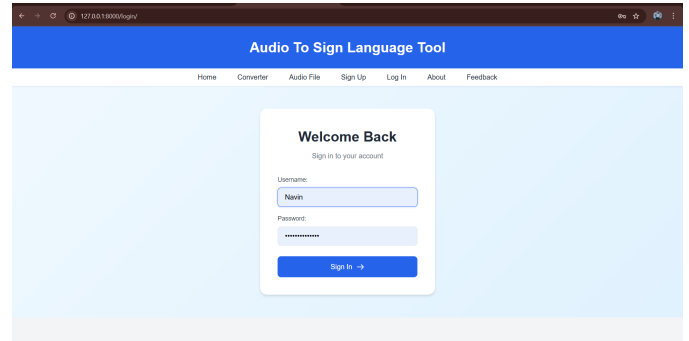 127.0.0.1:8000/login/
Audio To Sign Language Tool
Home Converter Audio File Sign Up Log In About Feedback
Welcome Back
Sign in to your account
Username:
Navin
Password:
••••••••••••••
Sign In →